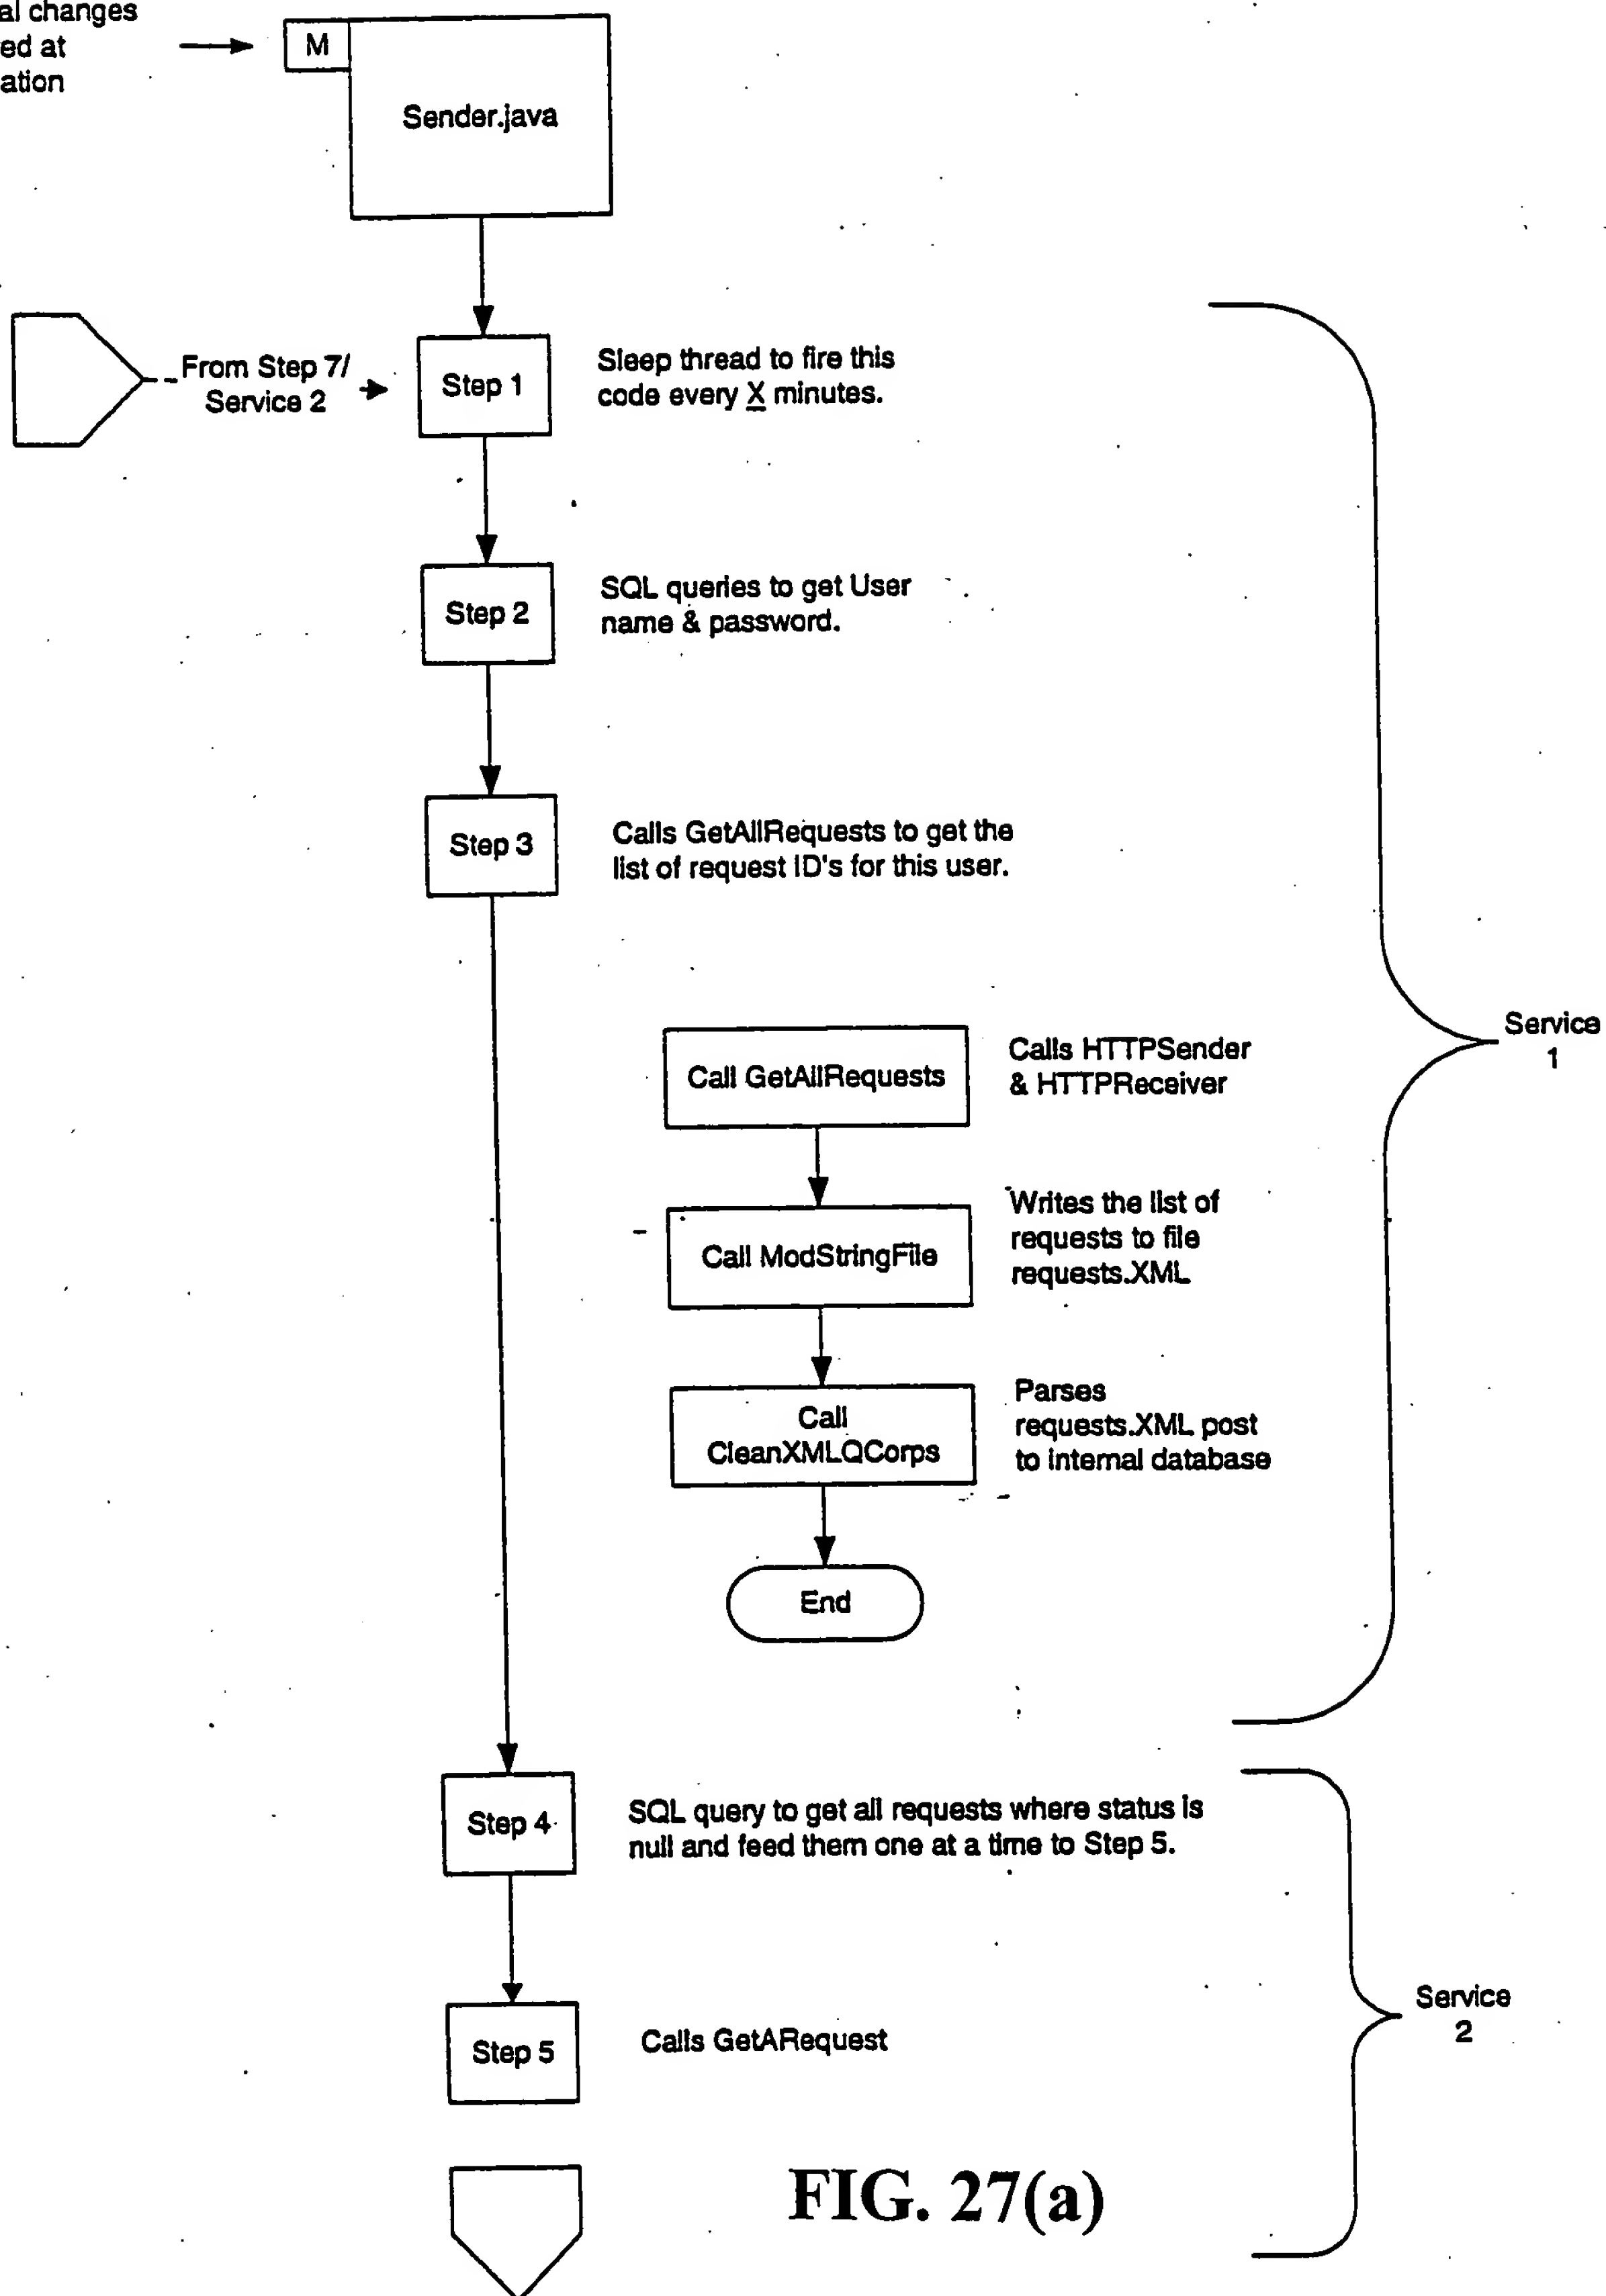 al changes
ed at
ation
M
Sender.java
From Step 7/
Service 2
Step 1
Sleep thread to fire this
code every X minutes.
Step 2
SQL queries to get User
name & password.
Step 3
Calls GetAllRequests to get the
list of request ID's for this user.
Call GetAllRequests
Calls HTTPSender
& HTTPReceiver
Call ModStringFile
Writes the list of
requests to file
requests.XML
Call
CleanXMLQCorps
Parses
requests.XML post
to internal database
End
Service
1
Step 4
SQL query to get all requests where status is
null and feed them one at a time to Step 5.
Step 5
Calls GetARequest
Service
2
FIG. 27(a)